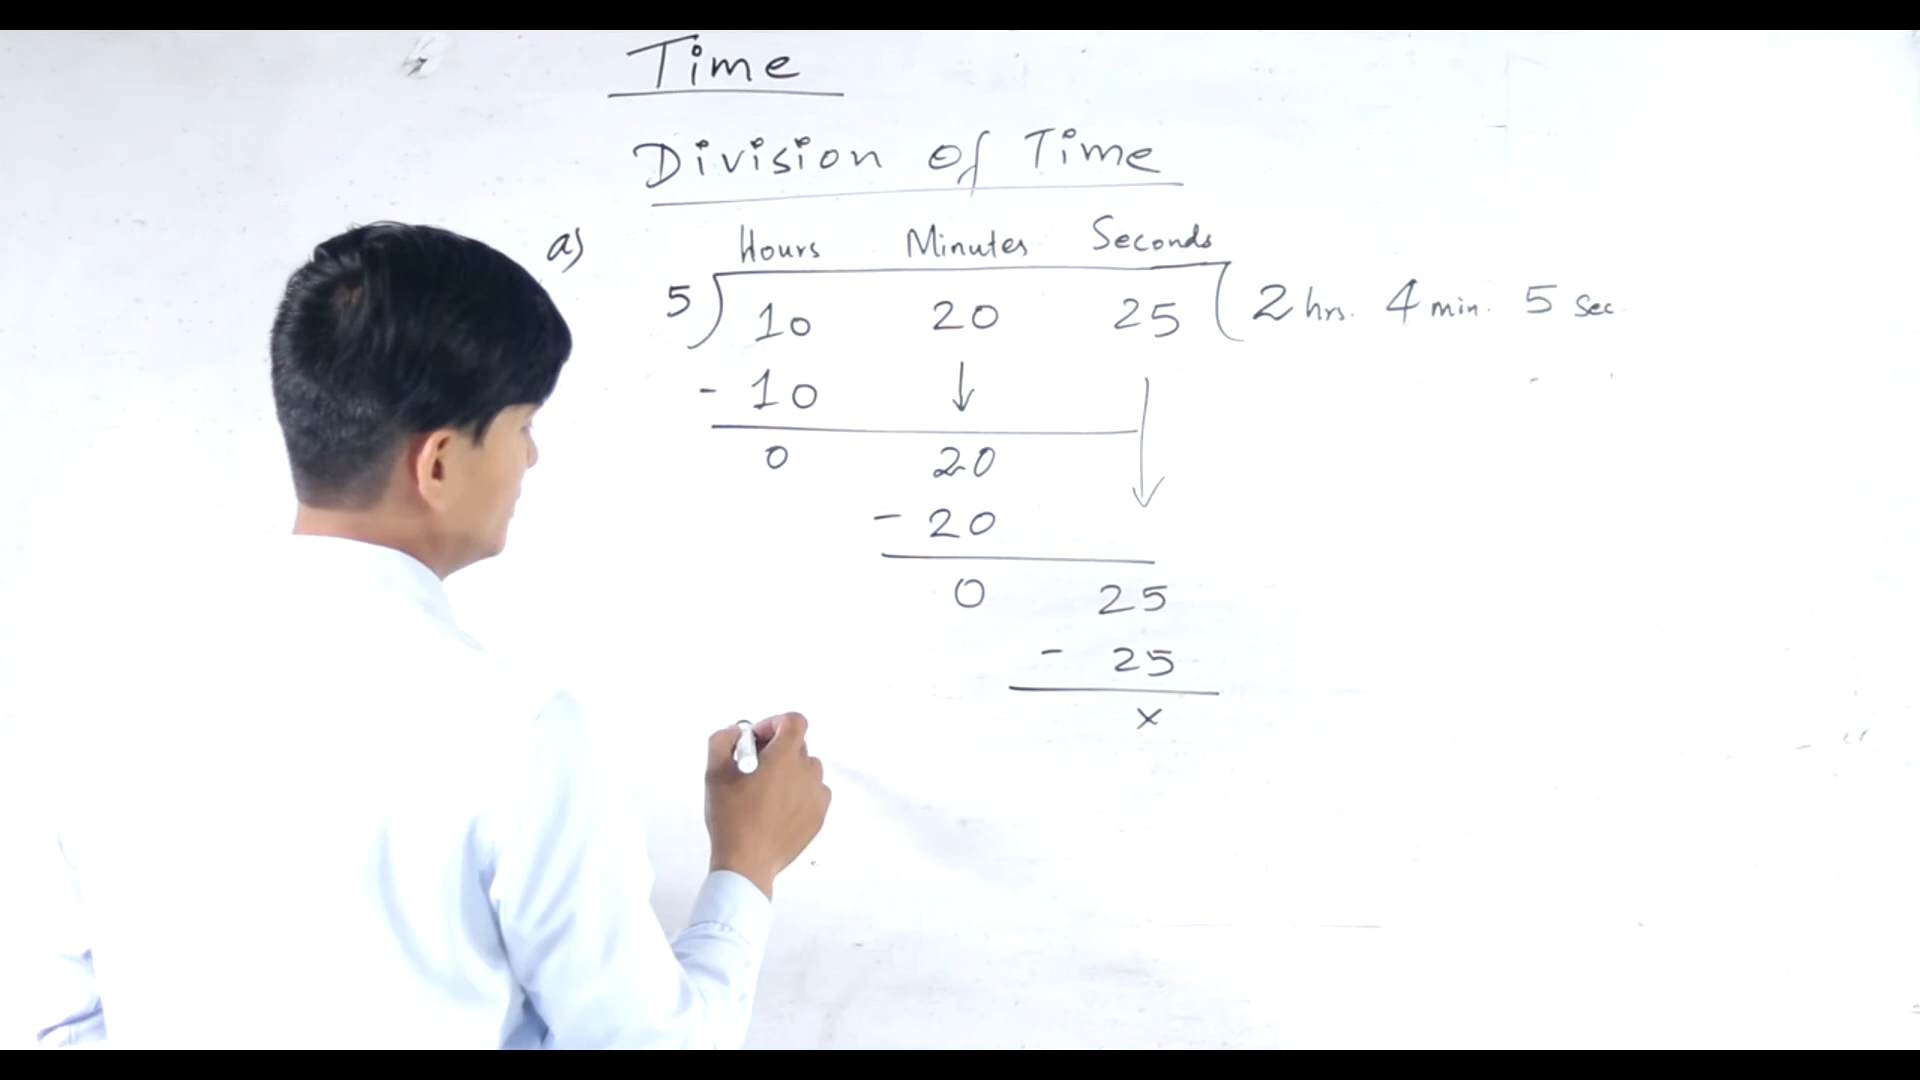 Time
Division of Time
a) Hours Minutes Seconds
5) 10 20 25 ( 2 hrs. 4 min. 5 sec.
- 10 ↓
0 20
- 20
0 25
- 25
x